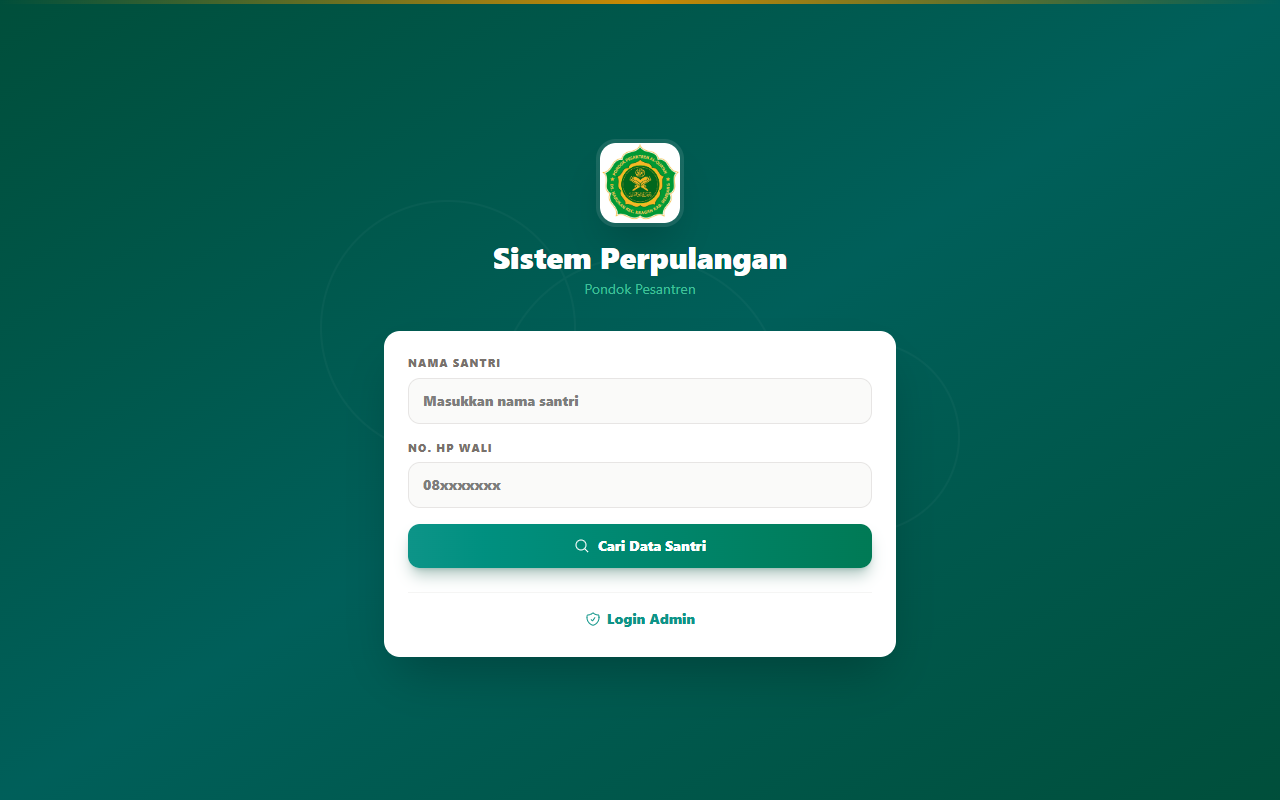 Sistem Perpulangan
Pondok Pesantren
NAMA SANTRI
Masukkan nama santri
NO. HP WALI
08xxxxxxx
Cari Data Santri
Login Admin